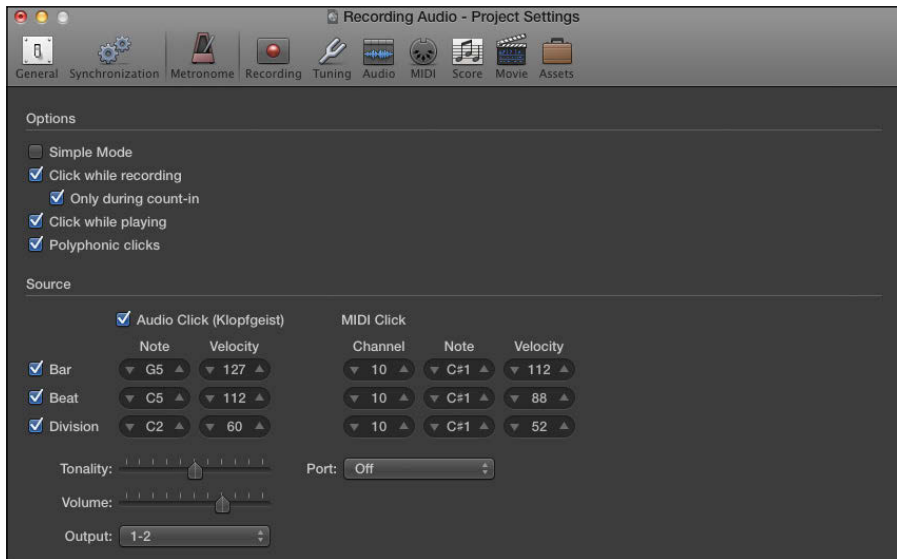 Recording Audio - Project Settings
General Synchronization Metronome Recording Tuning Audio MIDI Score Movie Assets
Options
Simple Mode
Click while recording
Only during count-in
Click while playing
Polyphonic clicks
Source
Audio Click (Klopfgeist) MIDI Click
Note Velocity Channel Note Velocity
Bar G5 127 10 C♯1 112
Beat C5 112 10 C♯1 88
Division C2 60 10 C♯1 52
Tonality: Port: Off
Volume:
Output: 1-2